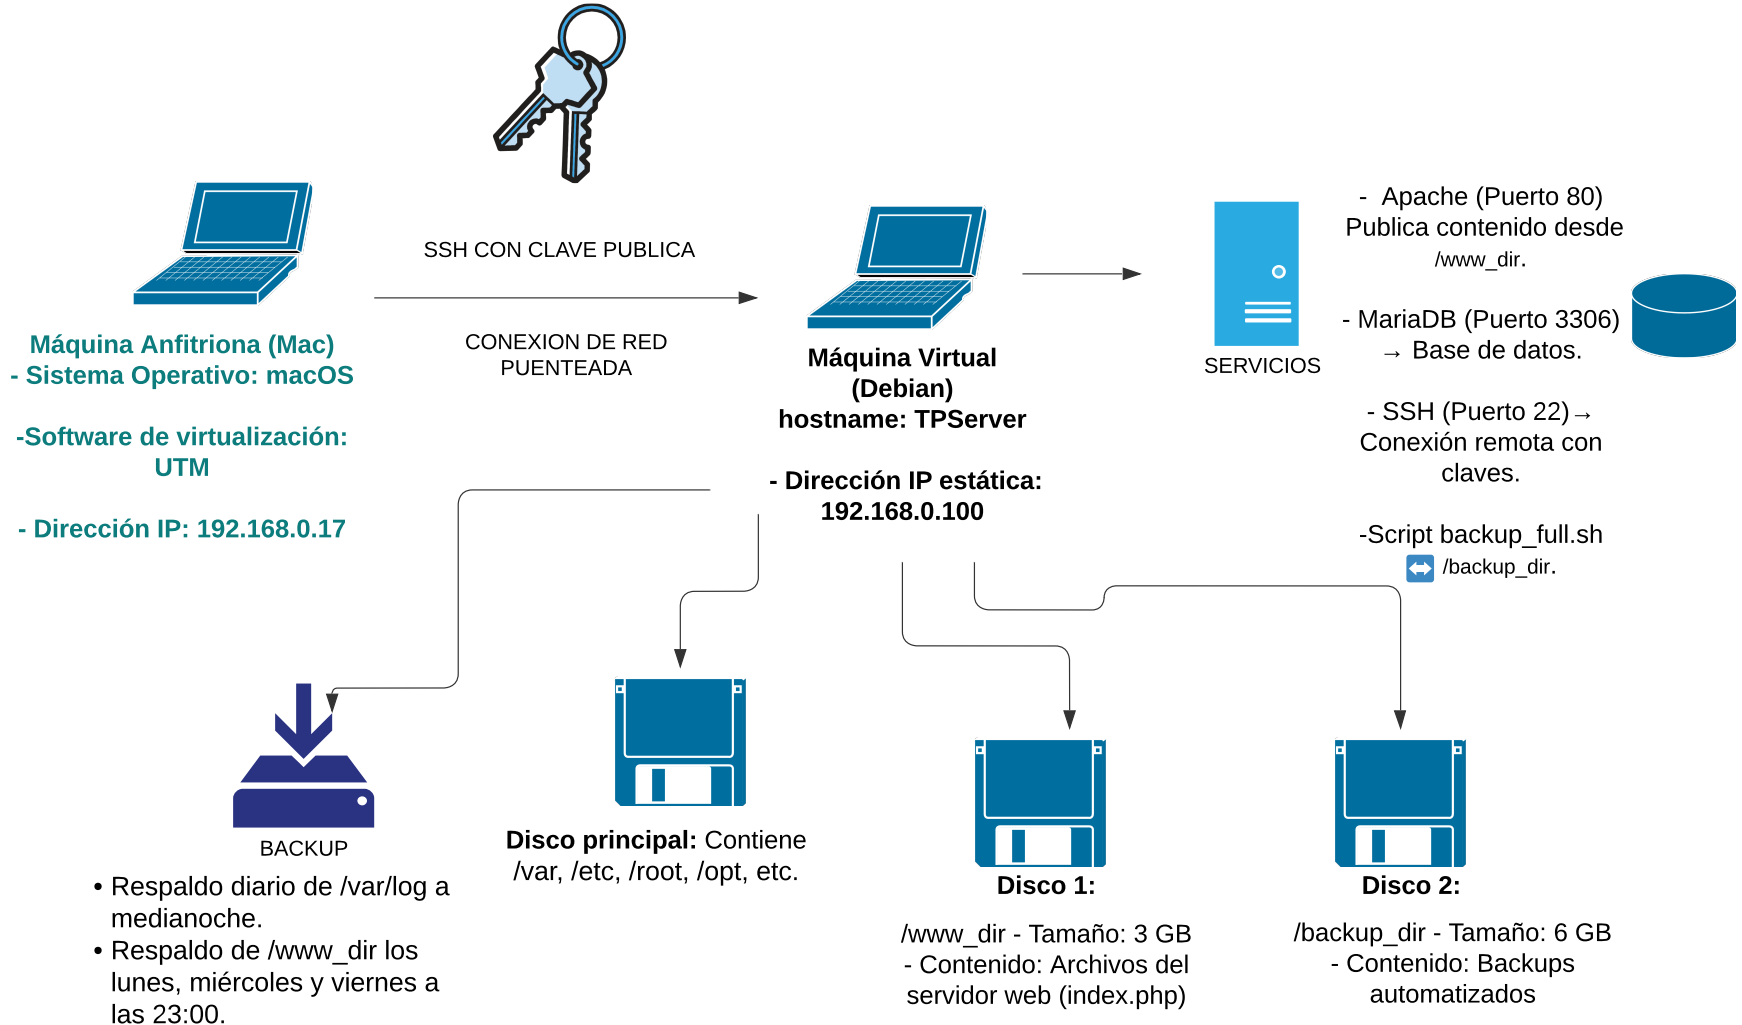 SSH CON CLAVE PUBLICA
CONEXION DE RED
PUENTEADA
Máquina Anfitriona (Mac)
- Sistema Operativo: macOS
-Software de virtualización:
UTM
- Dirección IP: 192.168.0.17
Máquina Virtual
(Debian)
hostname: TPServer
- Dirección IP estática:
192.168.0.100
SERVICIOS
- Apache (Puerto 80)
Publica contenido desde
/www_dir.
- MariaDB (Puerto 3306)
→ Base de datos.
- SSH (Puerto 22)→
Conexión remota con
claves.
-Script backup_full.sh
↔️ /backup_dir.
BACKUP
• Respaldo diario de /var/log a
medianoche.
• Respaldo de /www_dir los
lunes, miércoles y viernes a
las 23:00.
Disco principal: Contiene
/var, /etc, /root, /opt, etc.
Disco 1:
/www_dir - Tamaño: 3 GB
- Contenido: Archivos del
servidor web (index.php)
Disco 2:
/backup_dir - Tamaño: 6 GB
- Contenido: Backups
automatizados